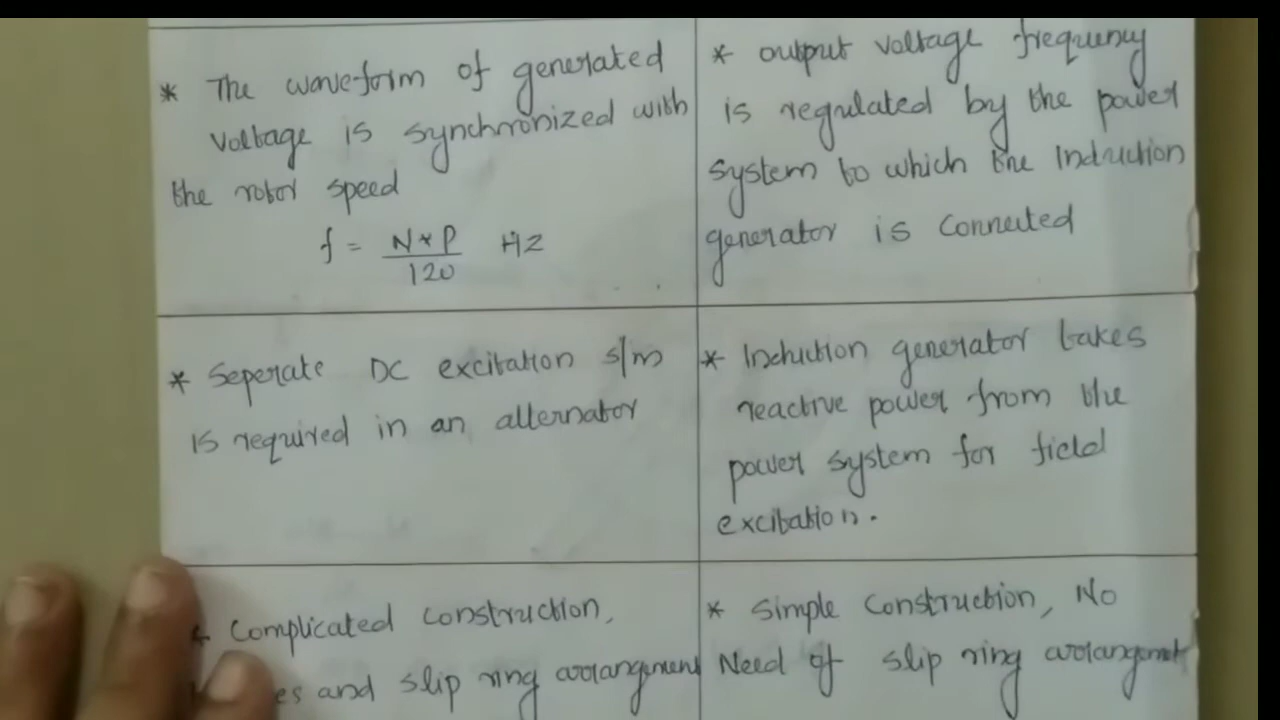 * The waveform of generated
voltage is synchronized with
the rotor speed
f = N*P / 120 HZ
* Seperate DC excitation s/m
is required in an alternator
* Complicated construction,
and slip ring arrangement
* output voltage frequency
is regulated by the power
system to which the Induction
generator is connected
* Induction generator takes
reactive power from the
power system for field
excitation.
* Simple Construction, No
Need of slip ring arrangement